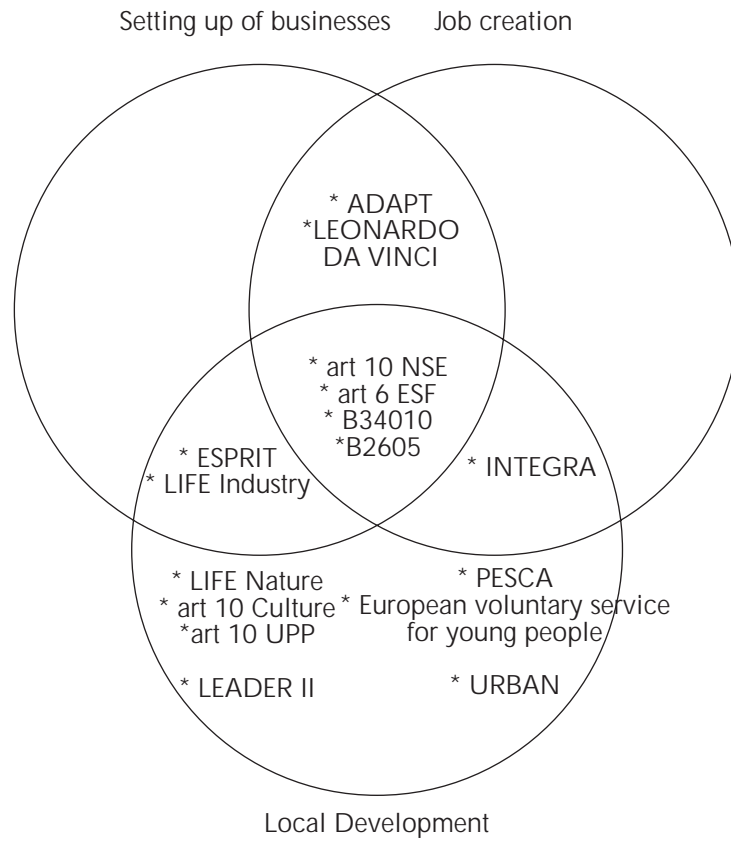 Setting up of businesses
Job creation
* ADAPT
*LEONARDO
DA VINCI
* art 10 NSE
* art 6 ESF
* B34010
*B2605
* ESPRIT
* LIFE Industry
* INTEGRA
* LIFE Nature
* art 10 Culture
*art 10 UPP
* PESCA
* European voluntary service
for young people
* LEADER II
* URBAN
Local Development